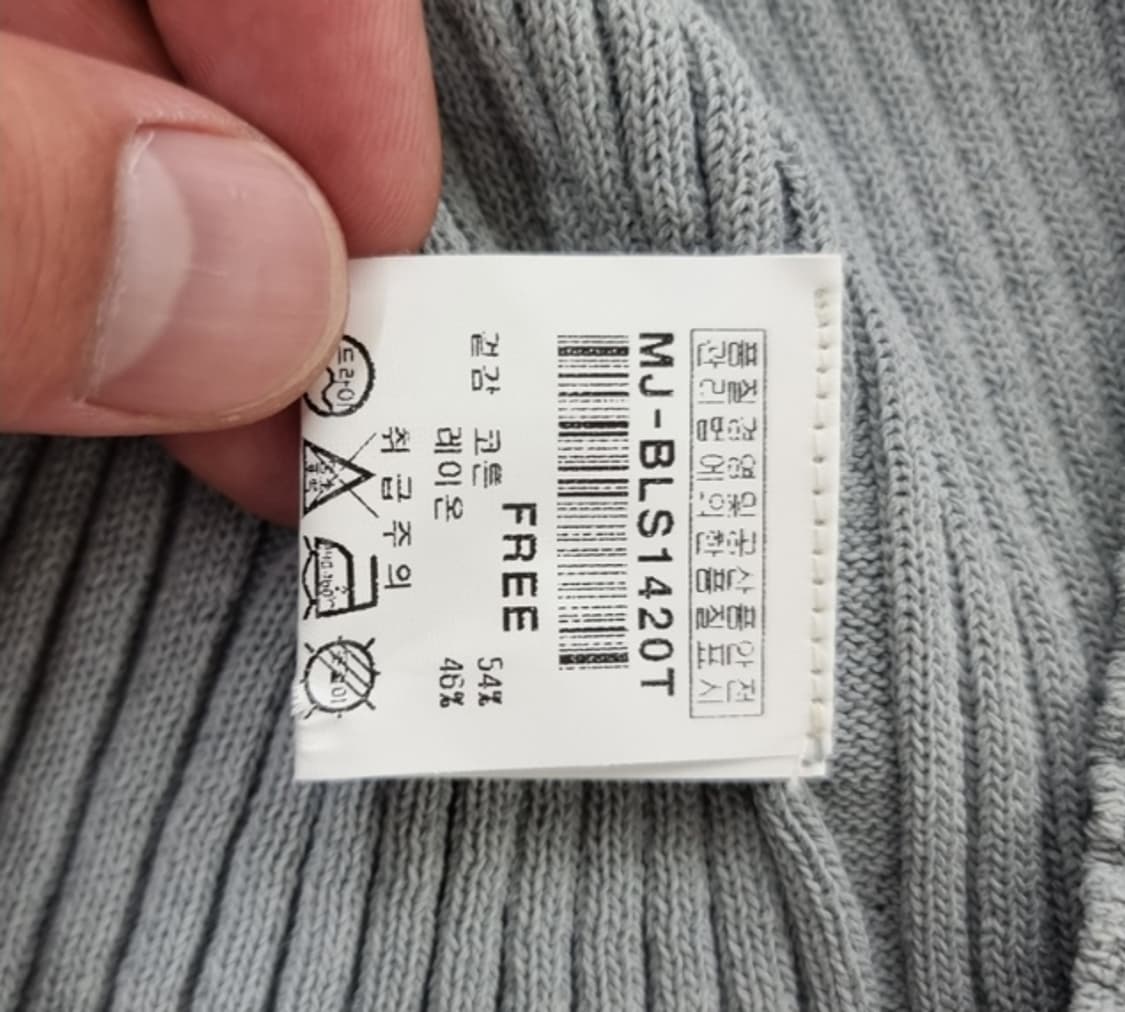 품질경영및공산품안전
관리법에의한품질표시
MJ-BLS1420T
FREE
겉감 코튼 54%
레이온 46%
취급주의
드라이